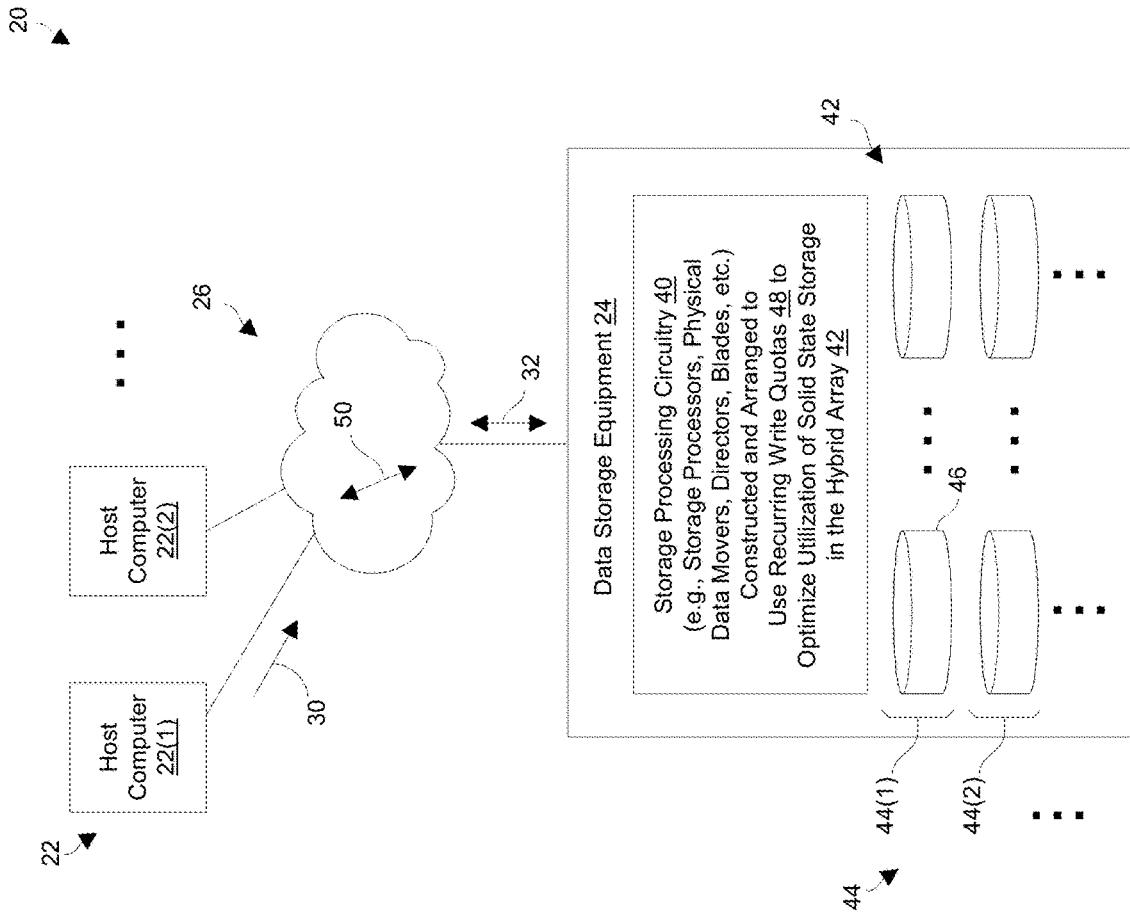 20
22
Host
Computer
22(1)
Host
Computer
22(2)
26
30
50
32
Data Storage Equipment 24
Storage Processing Circuitry 40
(e.g., Storage Processors, Physical
Data Movers, Directors, Blades, etc.)
Constructed and Arranged to
Use Recurring Write Quotas 48 to
Optimize Utilization of Solid State Storage
in the Hybrid Array 42
42
46
44(1)
44(2)
44